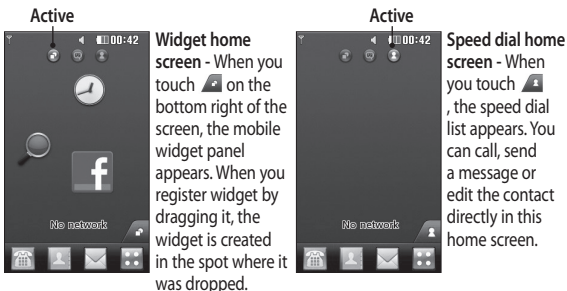 Active
00:42
No network
Widget home
screen - When you
touch on the
bottom right of the
screen, the mobile
widget panel
appears. When you
register widget by
dragging it, the
widget is created
in the spot where it
was dropped.
Active
00:42
No network
Speed dial home
screen - When
you touch
, the speed dial
list appears. You
can call, send
a message or
edit the contact
directly in this
home screen.